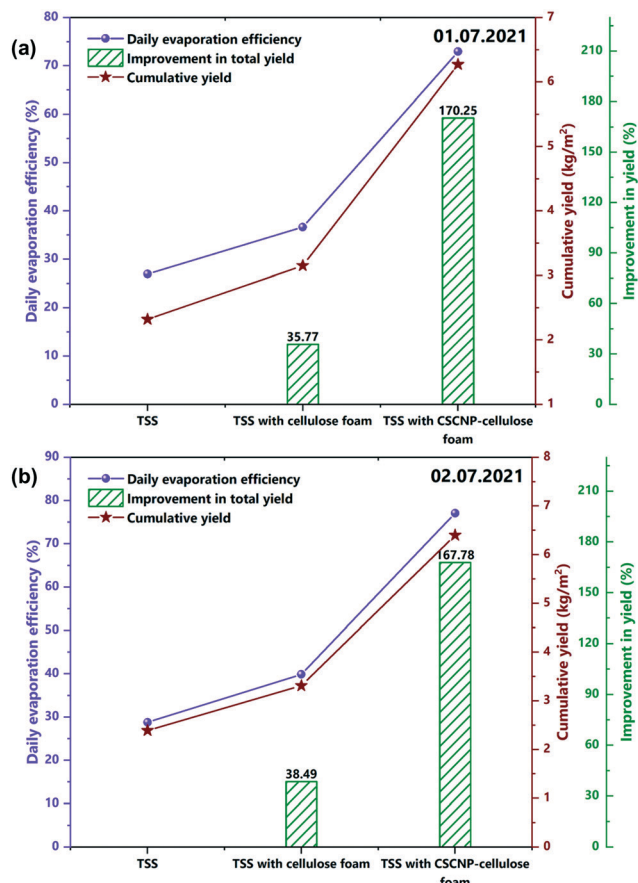 (a)
01.07.2021
Daily evaporation efficiency
Improvement in total yield
Cumulative yield
Daily evaporation efficiency (%)
80
70
60
50
40
30
20
10
0
Cumulative yield (kg/m²)
7
6
5
4
3
2
1
Improvement in yield (%)
210
180
150
120
90
60
30
0
35.77
170.25
TSS
TSS with cellulose foam
TSS with CSCNP-cellulose
foam
(b)
02.07.2021
Daily evaporation efficiency
Improvement in total yield
Cumulative yield
Daily evaporation efficiency (%)
90
80
70
60
50
40
30
20
10
0
Cumulative yield (kg/m²)
8
7
6
5
4
3
2
1
0
Improvement in yield (%)
210
180
150
120
90
60
30
0
38.49
167.78
TSS
TSS with cellulose foam
TSS with CSCNP-cellulose
foam